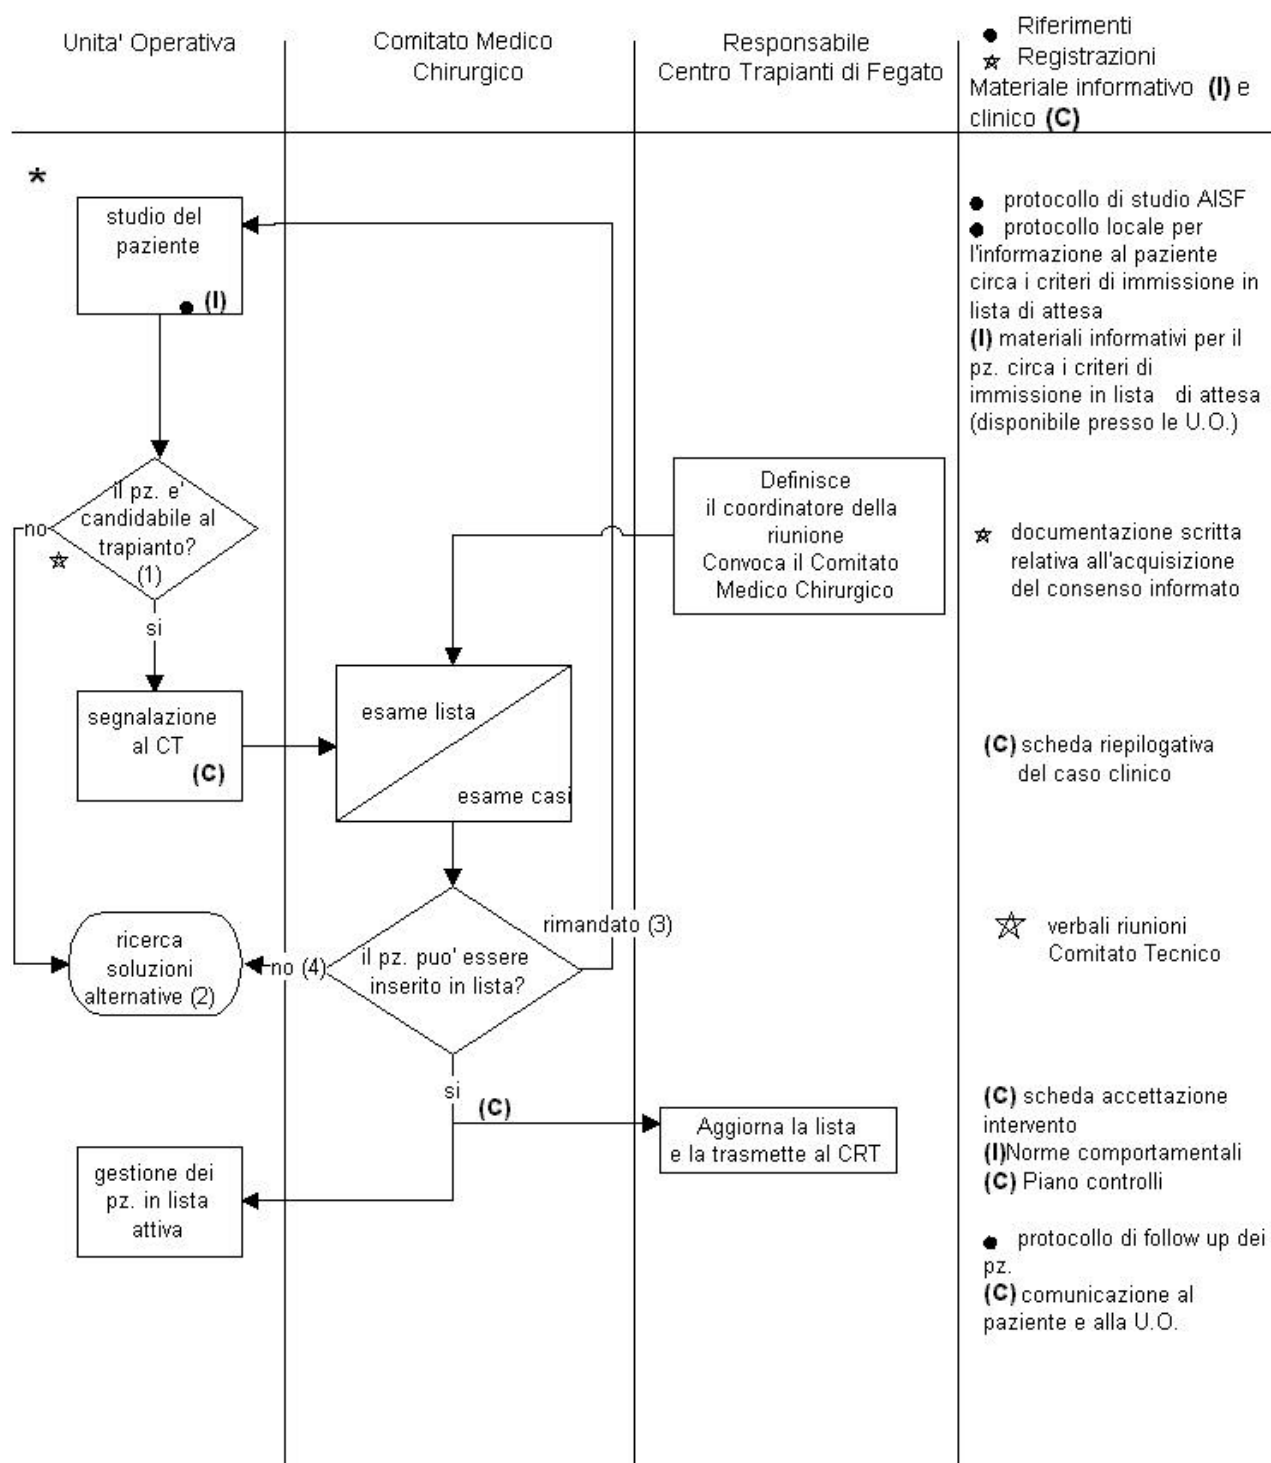 Unita' Operativa
Comitato Medico
Chirurgico
Responsabile
Centro Trapianti di Fegato
● Riferimenti
☆ Registrazioni
Materiale informativo (I) e
clinico (C)
*
studio del
paziente
● (I)
● protocollo di studio AISF
● protocollo locale per
l'informazione al paziente
circa i criteri di immissione in
lista di attesa
(I) materiali informativi per il
pz. circa i criteri di
immissione in lista di attesa
(disponibile presso le U.O.)
il pz. e'
candidabile al
trapianto?
(1)
no
si
Definisce
il coordinatore della
riunione
Convoca il Comitato
Medico Chirurgico
☆ documentazione scritta
relativa all'acquisizione
del consenso informato
segnalazione
al CT
(C)
esame lista
esame casi
(C) scheda riepilogativa
del caso clinico
ricerca
soluzioni
alternative (2)
no (4)
il pz. puo' essere
inserito in lista?
rimandato (3)
☆ verbali riunioni
Comitato Tecnico
si
(C)
Aggiorna la lista
e la trasmette al CRT
gestione dei
pz. in lista
attiva
(C) scheda accettazione
intervento
(I)Norme comportamentali
(C) Piano controlli
● protocollo di follow up dei
pz.
(C) comunicazione al
paziente e alla U.O.